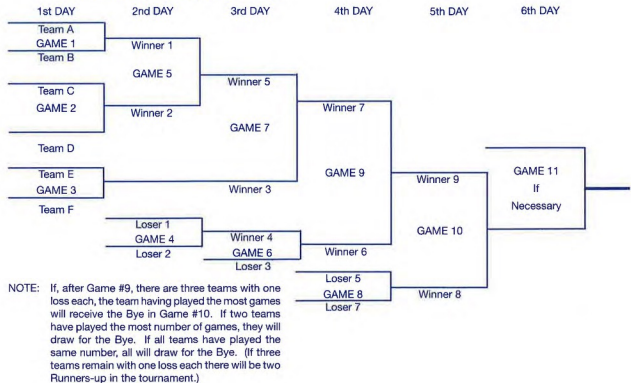 1st DAY 2nd DAY 3rd DAY 4th DAY 5th DAY 6th DAY
Team A
GAME 1
Team B
Winner 1
GAME 5
Team C
GAME 2
Winner 2
Team D
Winner 5
GAME 7
Team E
GAME 3
Team F
Winner 3
Winner 7
GAME 9
Loser 1
GAME 4
Loser 2
Winner 4
GAME 6
Loser 3
Winner 6
Winner 9
GAME 10
Loser 5
GAME 8
Loser 7
Winner 8
GAME 11
If
Necessary
NOTE: If, after Game #9, there are three teams with one
loss each, the team having played the most games
will receive the Bye in Game #10. If two teams
have played the most number of games, they will
draw for the Bye. If all teams have played the
same number, all will draw for the Bye. (If three
teams remain with one loss each there will be two
Runners-up in the tournament.)